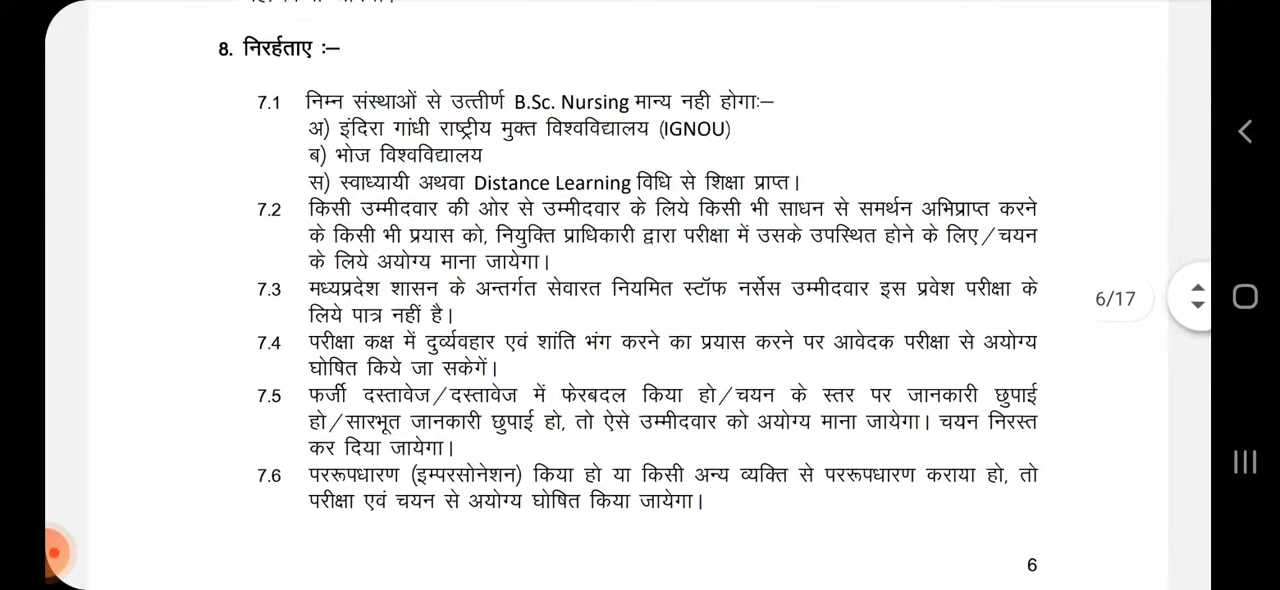 8. निरर्हताए :–
7.1 निम्न संस्थाओं से उत्तीर्ण B.Sc. Nursing मान्य नही होगाः–
अ) इंदिरा गांधी राष्ट्रीय मुक्त विश्वविद्यालय (IGNOU)
ब) भोज विश्वविद्यालय
स) स्वाध्यायी अथवा Distance Learning विधि से शिक्षा प्राप्त।
7.2 किसी उम्मीदवार की ओर से उम्मीदवार के लिये किसी भी साधन से समर्थन अभिप्राप्त करने
के किसी भी प्रयास को, नियुक्ति प्राधिकारी द्वारा परीक्षा में उसके उपस्थित होने के लिए/चयन
के लिये अयोग्य माना जायेगा।
7.3 मध्यप्रदेश शासन के अन्तर्गत सेवारत नियमित स्टॉफ नर्सेस उम्मीदवार इस प्रवेश परीक्षा के
लिये पात्र नहीं है।
6/17
7.4 परीक्षा कक्ष में दुर्व्यवहार एवं शांति भंग करने का प्रयास करने पर आवेदक परीक्षा से अयोग्य
घोषित किये जा सकेगें।
7.5 फर्जी दस्तावेज/दस्तावेज में फेरबदल किया हो/चयन के स्तर पर जानकारी छुपाई
हो/सारभूत जानकारी छुपाई हो, तो ऐसे उम्मीदवार को अयोग्य माना जायेगा। चयन निरस्त
कर दिया जायेगा।
7.6 पररूपधारण (इम्परसोनेशन) किया हो या किसी अन्य व्यक्ति से पररूपधारण कराया हो, तो
परीक्षा एवं चयन से अयोग्य घोषित किया जायेगा।
6